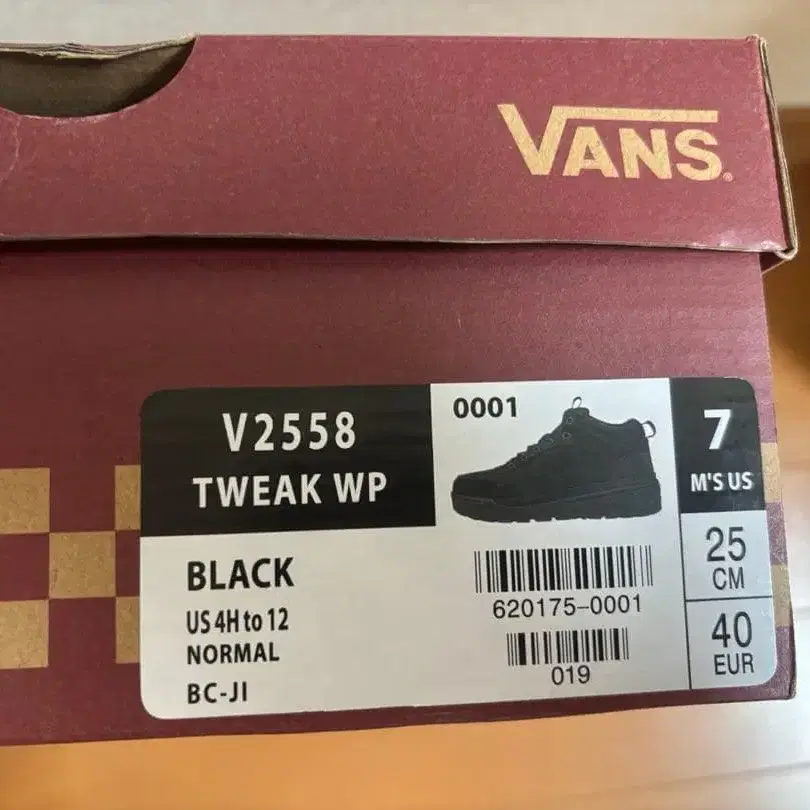 VANS
V2558
TWEAK WP
0001
7
M'S US
BLACK
US 4H to 12
NORMAL
BC-JI
620175-0001
019
25
CM
40
EUR